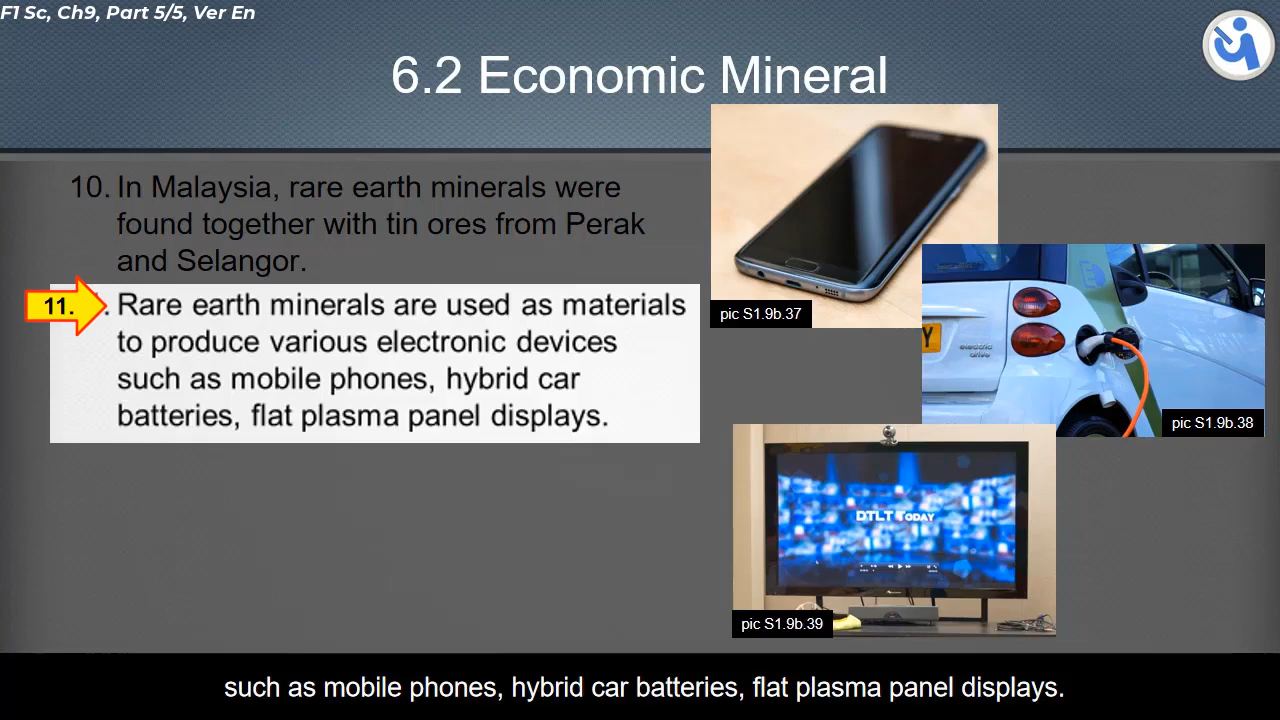 F1 Sc, Ch9, Part 5/5, Ver En
6.2 Economic Mineral
10. In Malaysia, rare earth minerals were
found together with tin ores from Perak
and Selangor.
11. Rare earth minerals are used as materials
to produce various electronic devices
such as mobile phones, hybrid car
batteries, flat plasma panel displays.
pic S1.9b.37
electric
drive
pic S1.9b.38
DTLT TODAY
pic S1.9b.39
such as mobile phones, hybrid car batteries, flat plasma panel displays.